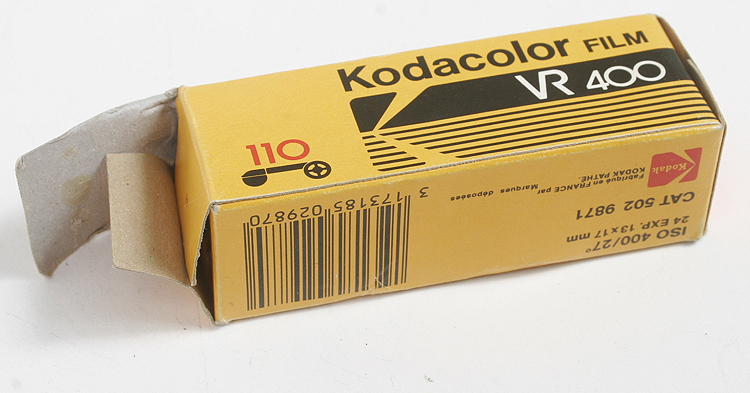 Kodacolor FILM
VR 400
110
Kodak
Fabriqué en FRANCE par
KODAK PATHÉ.
Marques déposées
CAT 502 9871
ISO 400/27°
24 EXP. 13x17 mm
3 173185 029870